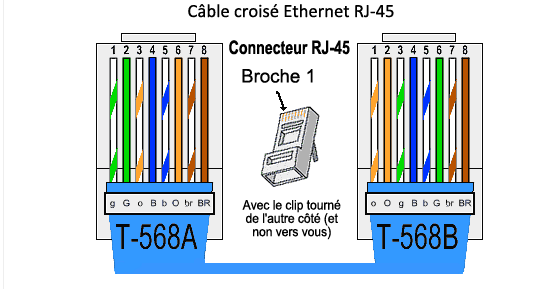 Câble croisé Ethernet RJ-45
1 2 3 4 5 6 7 8
Connecteur RJ-45
1 2 3 4 5 6 7 8
Broche 1
Avec le clip tourné
de l'autre côté (et
non vers vous)
g G o B b O br BR
o O g B b G br BR
T-568A
T-568B